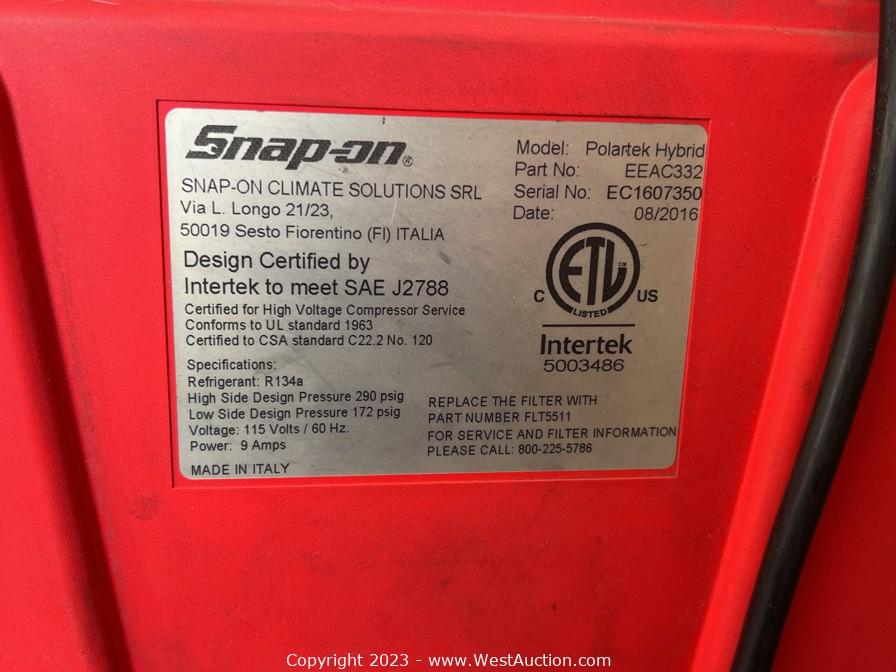 Snap-on®
SNAP-ON CLIMATE SOLUTIONS SRL
Via L. Longo 21/23,
50019 Sesto Fiorentino (FI) ITALIA
Design Certified by
Intertek to meet SAE J2788
Certified for High Voltage Compressor Service
Conforms to UL standard 1963
Certified to CSA standard C22.2 No. 120
Specifications:
Refrigerant: R134a
High Side Design Pressure 290 psig
Low Side Design Pressure 172 psig
Voltage: 115 Volts / 60 Hz.
Power: 9 Amps
MADE IN ITALY
Model: Polartek Hybrid
Part No: EEAC332
Serial No: EC1607350
Date: 08/2016
ETL CM
C US
LISTED
Intertek
5003486
REPLACE THE FILTER WITH
PART NUMBER FLT5511
FOR SERVICE AND FILTER INFORMATION
PLEASE CALL: 800-225-5786
Copyright 2023 - www.WestAuction.com